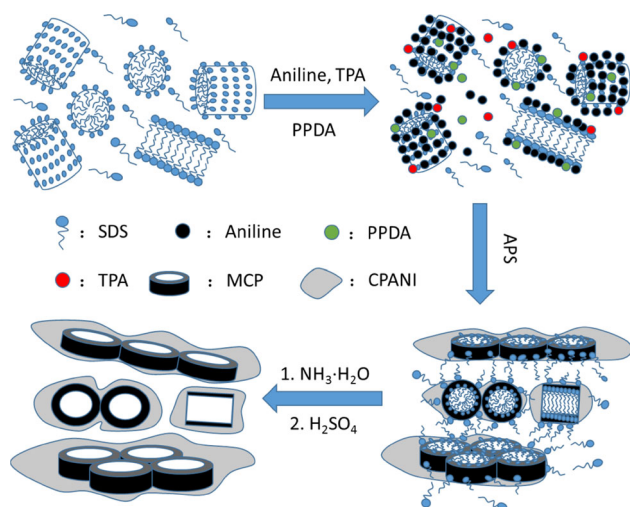 Aniline, TPA
PPDA
: SDS
: Aniline
: PPDA
: TPA
: MCP
: CPANI
APS
1. NH₃·H₂O
2. H₂SO₄